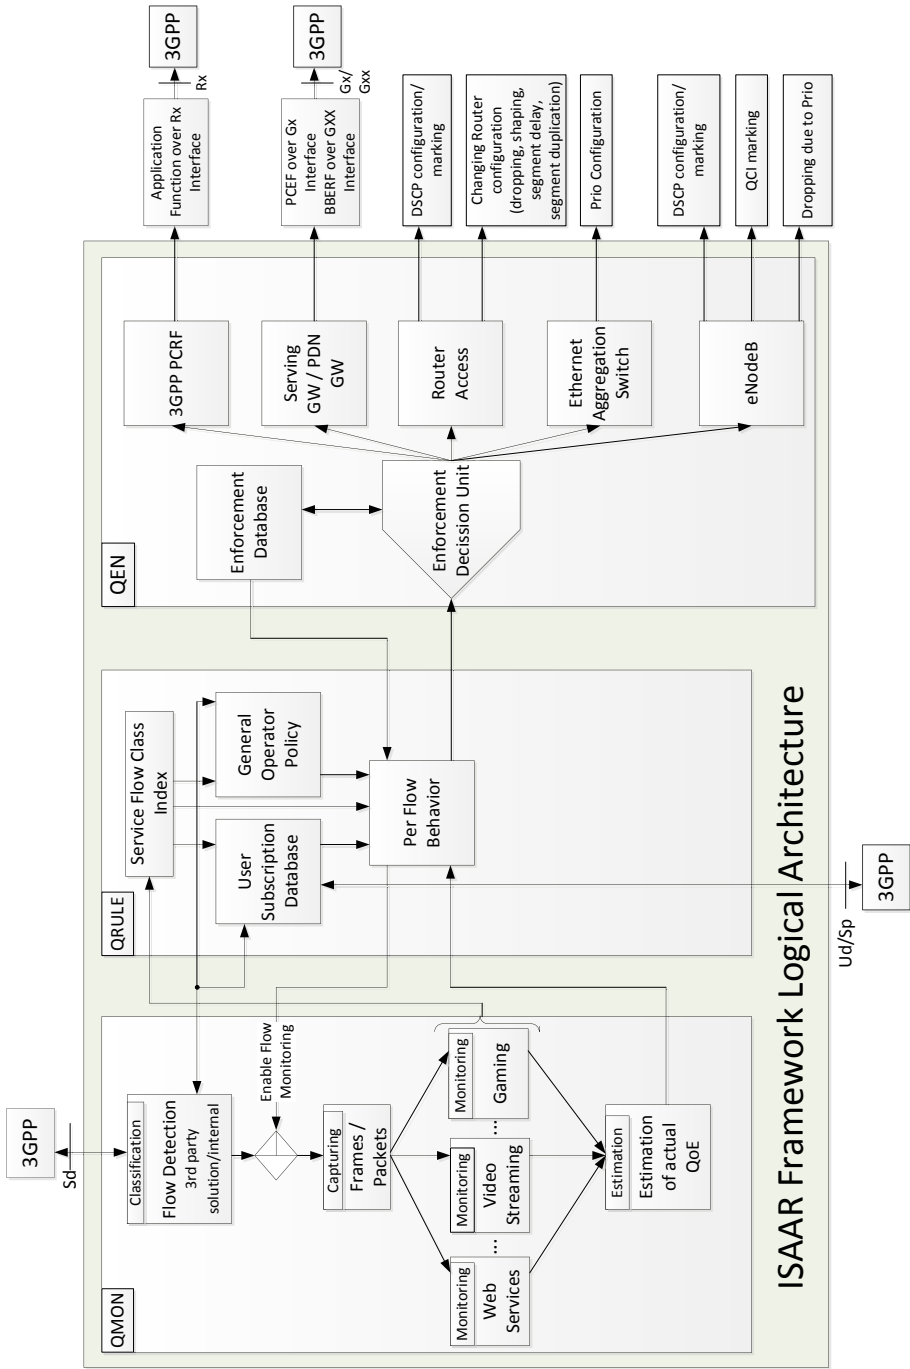 3GPP
Sd
QMON
Classification
Flow Detection
3rd party
solution/internal
Enable Flow
Monitoring
Capturing
Frames /
Packets
Monitoring
Web
Services
...
Monitoring
Video
Streaming
...
Monitoring
Gaming
Estimation
Estimation
of actual
QoE
QRULE
Service Flow Class
Index
User
Subscription
Database
General
Operator
Policy
Per Flow
Behavior
Ud/Sp
3GPP
QEN
Enforcement
Database
Enforcement
Decission Unit
3GPP PCRF
Serving
GW / PDN
GW
Router
Access
Ethernet
Aggregation
Switch
eNodeB
Application
Function over Rx
Interface
Rx
3GPP
PCEF over Gx
Interface
BBERF over GXX
Interface
Gx/
Gxx
3GPP
DSCP configuration/
marking
Changing Router
configuration
(dropping, shaping,
segment delay,
segment duplication)
Prio Configuration
DSCP configuration/
marking
QCI marking
Dropping due to Prio
ISAAR Framework Logical Architecture